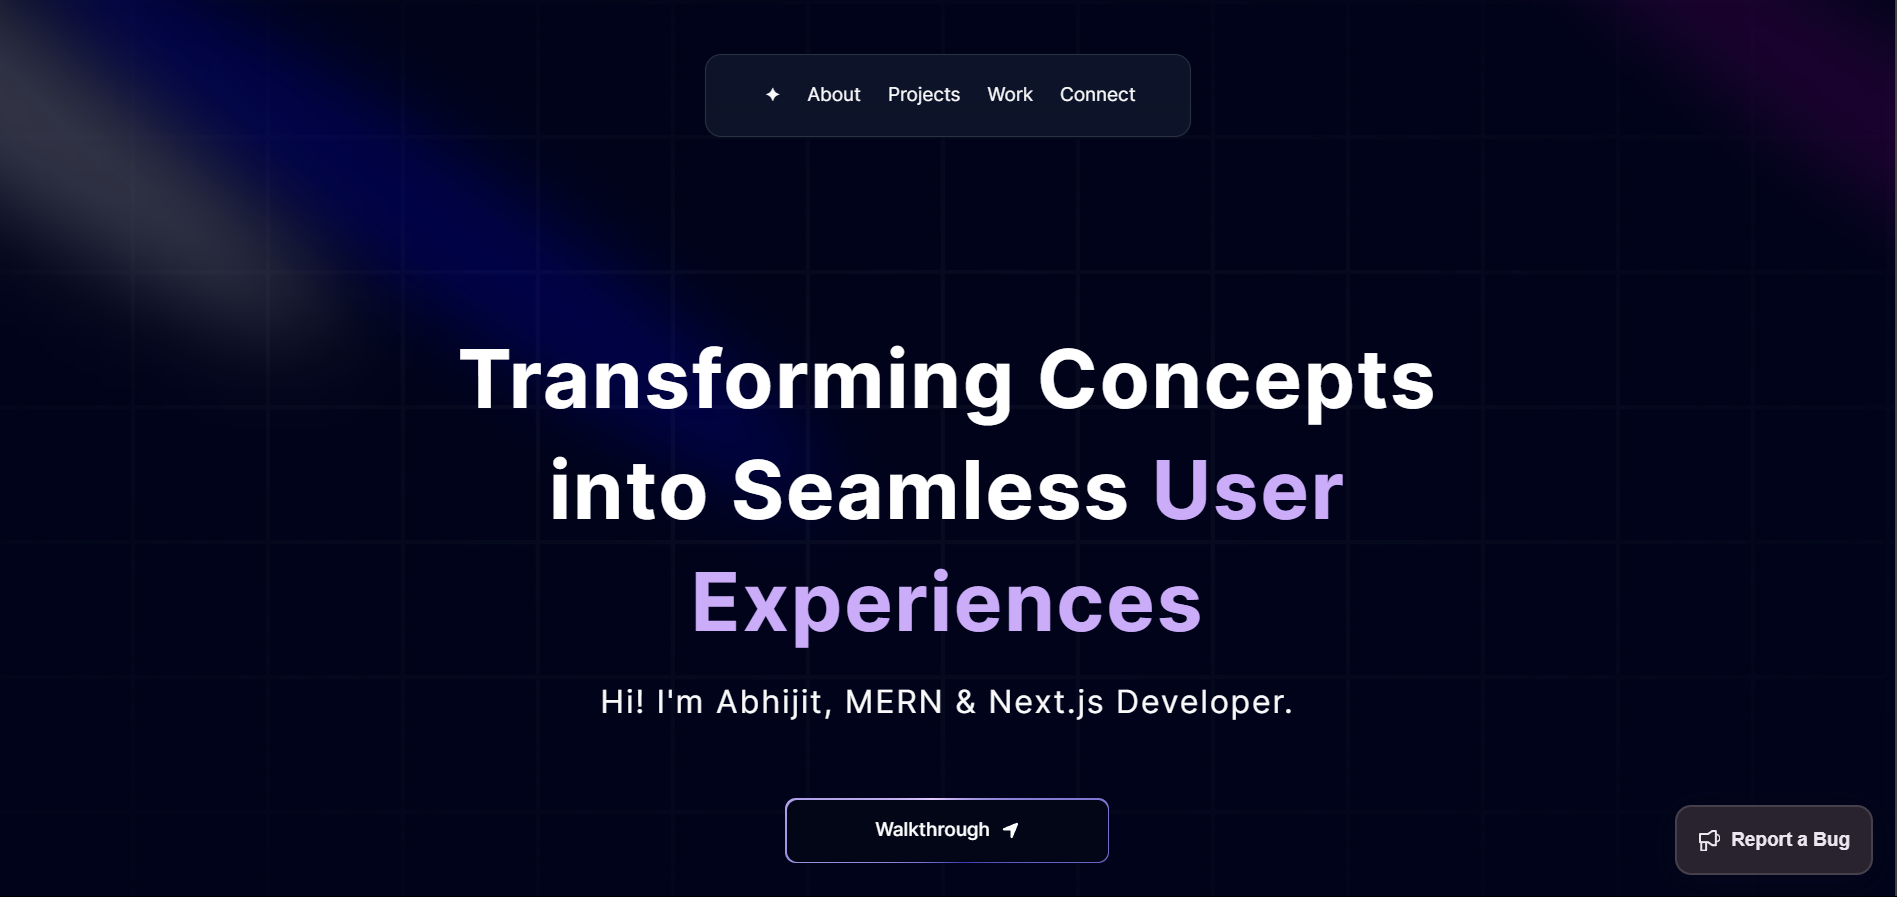 ✦ About Projects Work Connect
Transforming Concepts
into Seamless User
Experiences
Hi! I'm Abhijit, MERN & Next.js Developer.
Walkthrough
Report a Bug